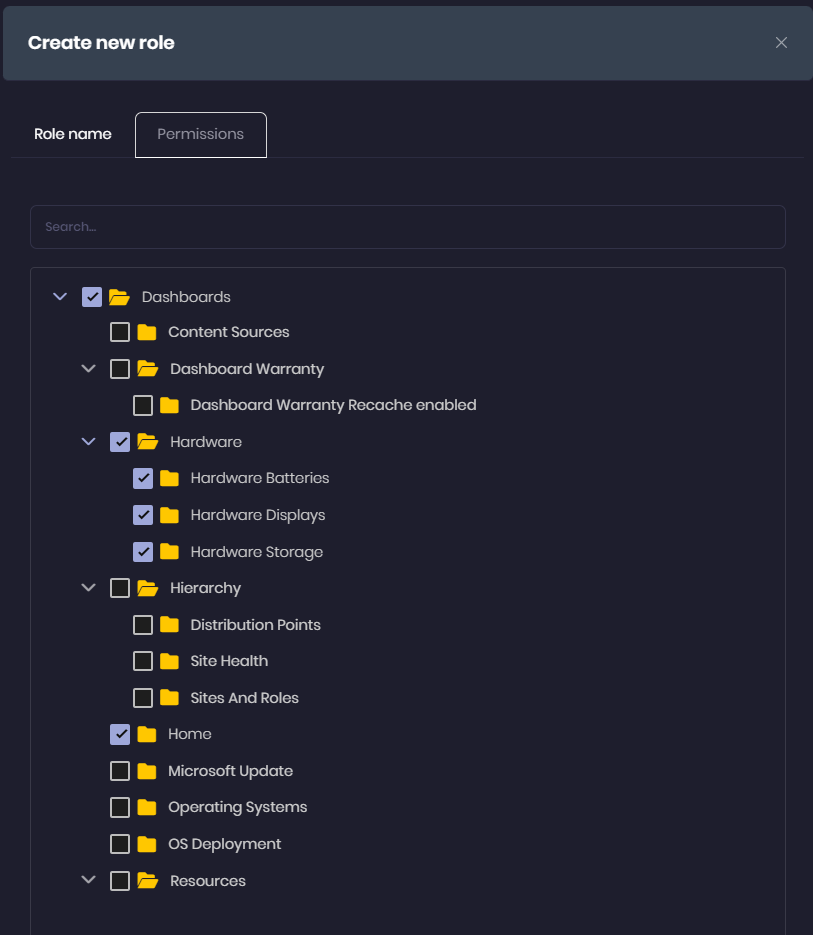 Create new role
Role name
Permissions
Search...
Dashboards
Content Sources
Dashboard Warranty
Dashboard Warranty Recache enabled
Hardware
Hardware Batteries
Hardware Displays
Hardware Storage
Hierarchy
Distribution Points
Site Health
Sites And Roles
Home
Microsoft Update
Operating Systems
OS Deployment
Resources